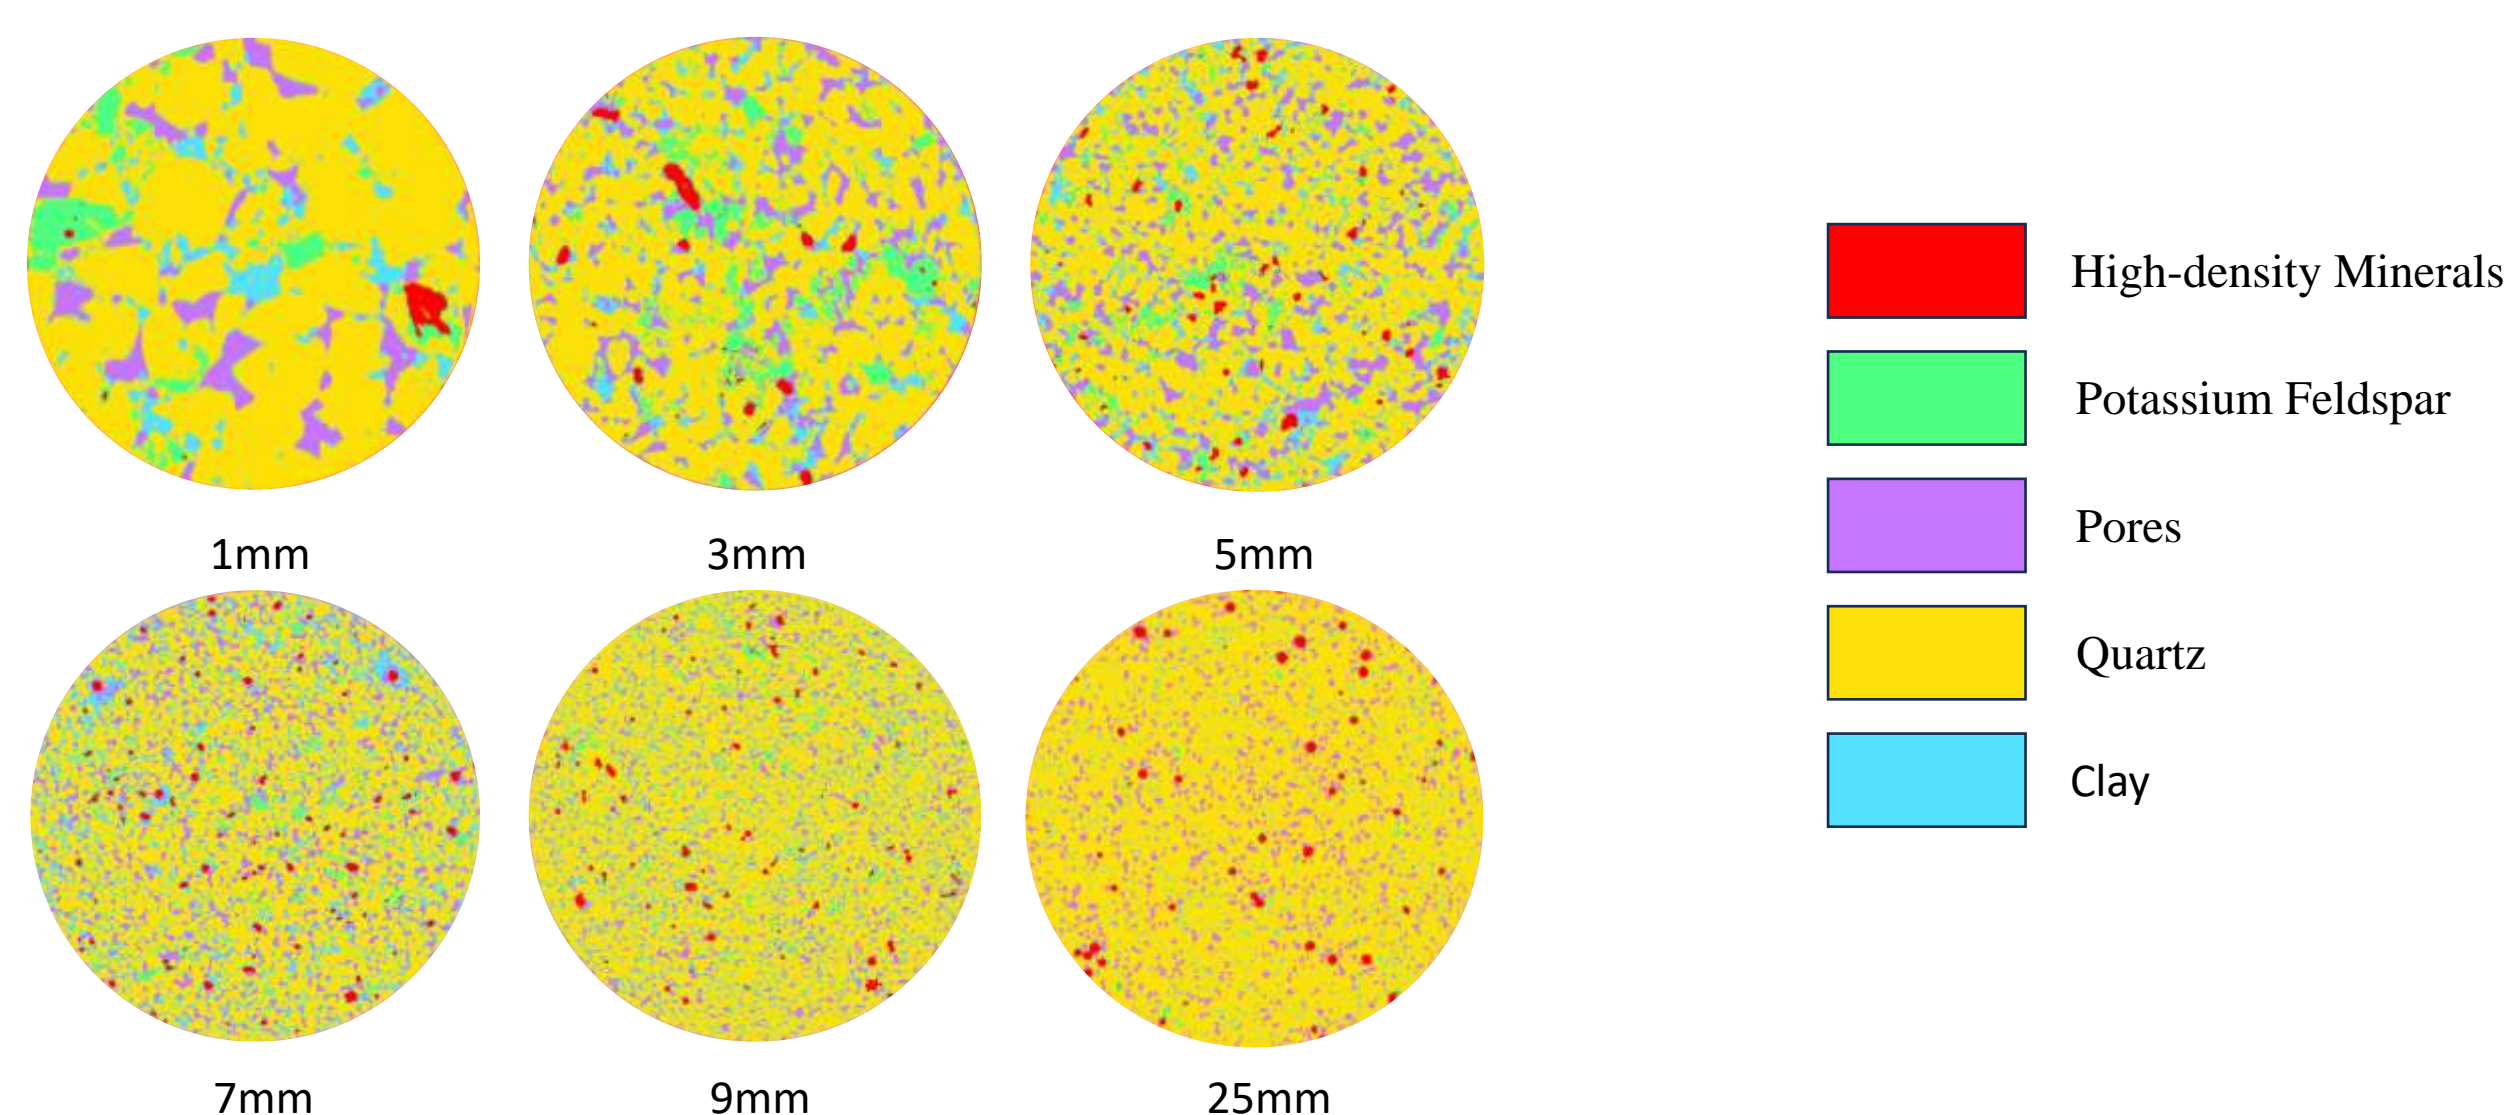 1mm
3mm
5mm
7mm
9mm
25mm
High-density Minerals
Potassium Feldspar
Pores
Quartz
Clay